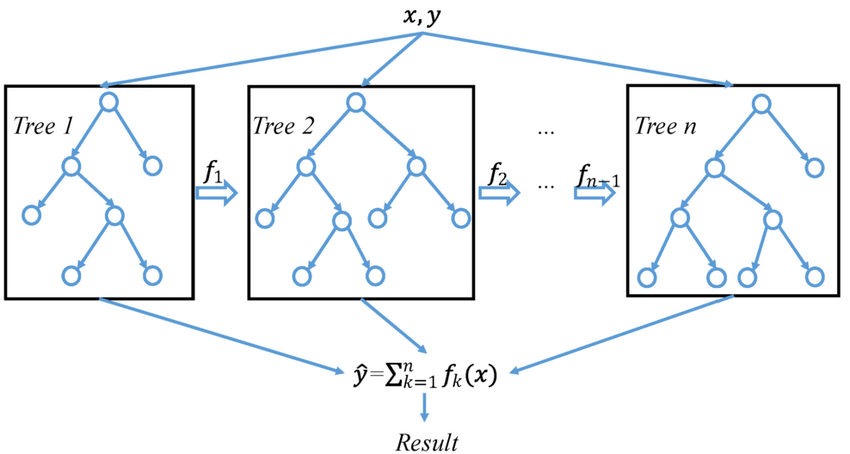 x, y
Tree 1
f₁
Tree 2
f₂
...
...
fₙ₋₁
Tree n
ŷ=∑ⁿₖ₌₁ fₖ(x)
Result